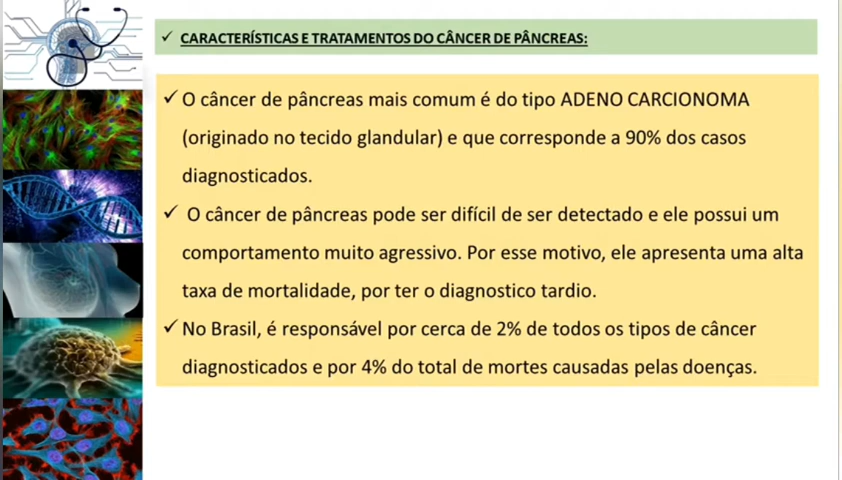 ✓ CARACTERÍSTICAS E TRATAMENTOS DO CÂNCER DE PÂNCREAS:
✓ O câncer de pâncreas mais comum é do tipo ADENO CARCIONOMA
(originado no tecido glandular) e que corresponde a 90% dos casos
diagnosticados.
✓ O câncer de pâncreas pode ser difícil de ser detectado e ele possui um
comportamento muito agressivo. Por esse motivo, ele apresenta uma alta
taxa de mortalidade, por ter o diagnostico tardio.
✓ No Brasil, é responsável por cerca de 2% de todos os tipos de câncer
diagnosticados e por 4% do total de mortes causadas pelas doenças.